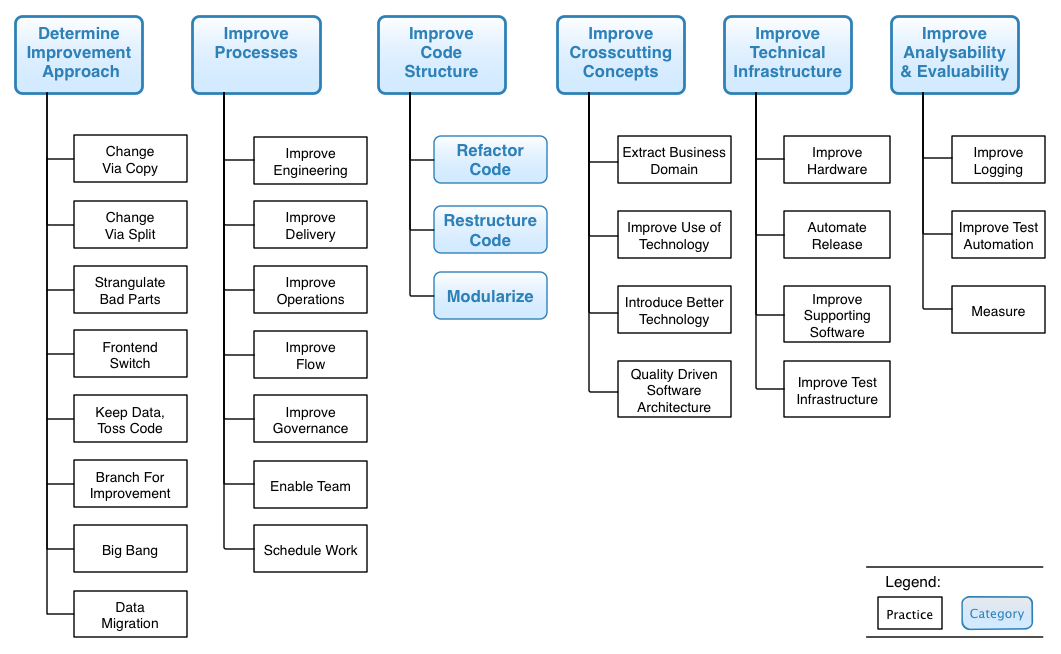 Determine
Improvement
Approach
Change
Via Copy
Change
Via Split
Strangulate
Bad Parts
Frontend
Switch
Keep Data,
Toss Code
Branch For
Improvement
Big Bang
Data
Migration
Improve
Processes
Improve
Engineering
Improve
Delivery
Improve
Operations
Improve
Flow
Improve
Governance
Enable Team
Schedule Work
Improve
Code
Structure
Refactor
Code
Restructure
Code
Modularize
Improve
Crosscutting
Concepts
Extract Business
Domain
Improve Use of
Technology
Introduce Better
Technology
Quality Driven
Software
Architecture
Improve
Technical
Infrastructure
Improve
Hardware
Automate
Release
Improve
Supporting
Software
Improve Test
Infrastructure
Improve
Analysability
& Evaluability
Improve
Logging
Improve Test
Automation
Measure
Legend:
Practice
Category